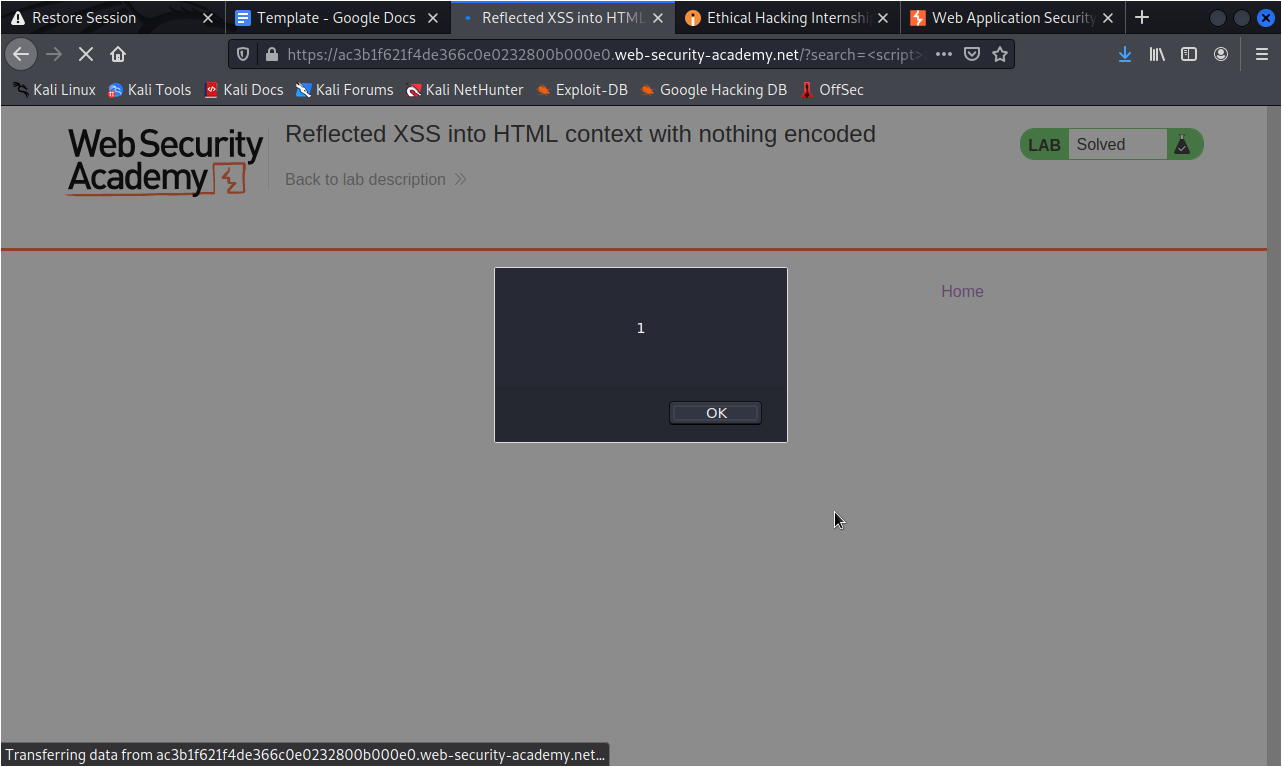 Restore Session
Template - Google Docs
Reflected XSS into HTML
Ethical Hacking Internshi
Web Application Security
https://ac3b1f621f4de366c0e0232800b000e0.web-security-academy.net/?search=<script>
Kali Linux
Kali Tools
Kali Docs
Kali Forums
Kali NetHunter
Exploit-DB
Google Hacking DB
OffSec
Web Security
Academy
Reflected XSS into HTML context with nothing encoded
Back to lab description
LAB Solved
Home
1
OK
Transferring data from ac3b1f621f4de366c0e0232800b000e0.web-security-academy.net...